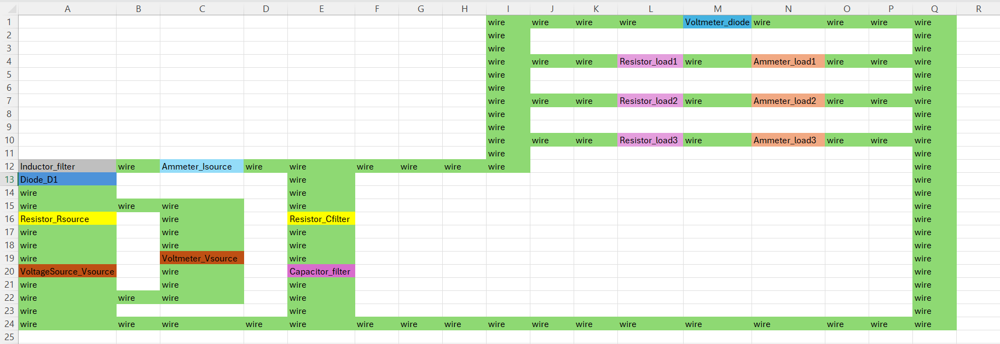 A B C D E F G H I J K L M N O P Q R
1 wire wire wire wire Voltmeter_diode wire wire wire wire
2 wire wire
3 wire wire
4 wire wire wire Resistor_load1 wire Ammeter_load1 wire wire wire
5 wire wire
6 wire wire
7 wire wire wire Resistor_load2 wire Ammeter_load2 wire wire wire
8 wire wire
9 wire wire
10 wire wire wire Resistor_load3 wire Ammeter_load3 wire wire wire
11 wire wire
12 Inductor_filter wire Ammeter_Isource wire wire wire wire wire wire wire
13 Diode_D1 wire wire
14 wire wire wire
15 wire wire wire wire wire
16 Resistor_Rsource wire Resistor_Cfilter wire
17 wire wire wire wire
18 wire wire wire wire
19 wire Voltmeter_Vsource wire wire
20 VoltageSource_Vsource wire Capacitor_filter wire
21 wire wire wire wire
22 wire wire wire wire wire
23 wire wire wire
24 wire wire wire wire wire wire wire wire wire wire wire wire wire wire wire wire wire
25